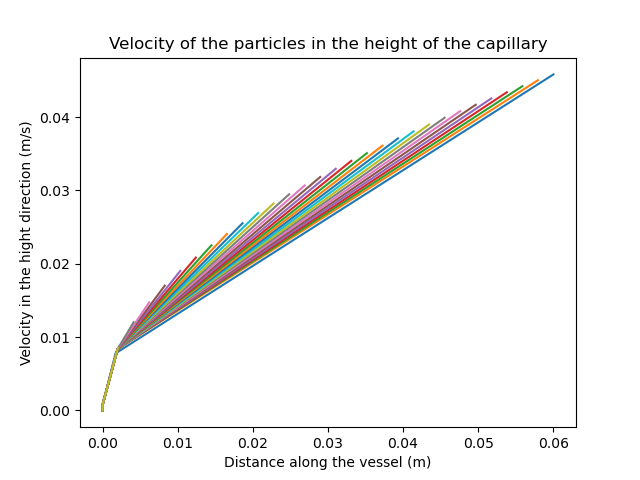 Velocity of the particles in the height of the capillary
Velocity in the hight direction (m/s)
0.04
0.03
0.02
0.01
0.00
0.00 0.01 0.02 0.03 0.04 0.05 0.06
Distance along the vessel (m)